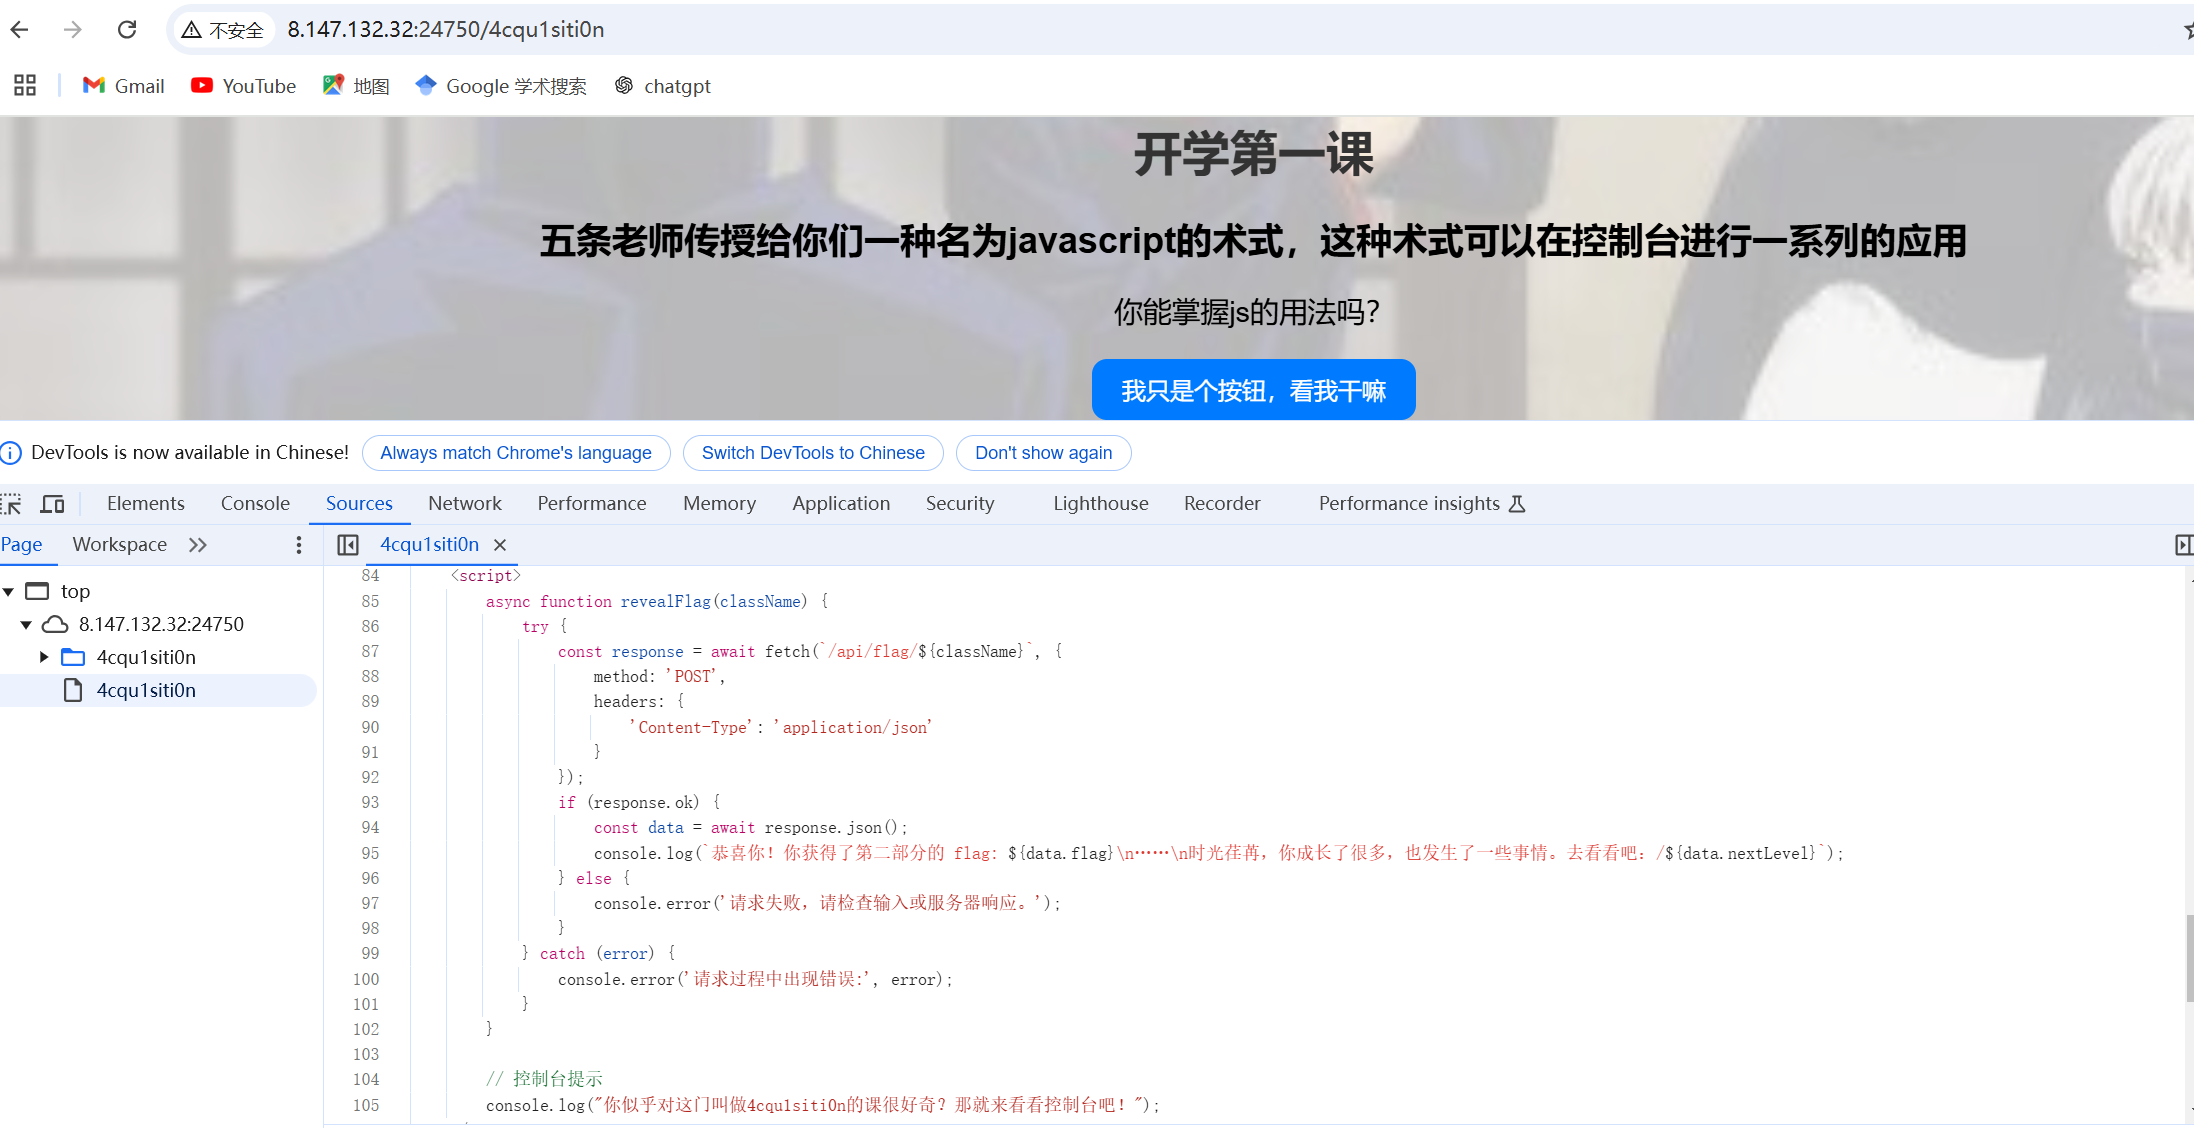 不安全 8.147.132.32:24750/4cqu1siti0n
Gmail YouTube 地图 Google 学术搜索 chatgpt
开学第一课
五条老师传授给你们一种名为javascript的术式，这种术式可以在控制台进行一系列的应用
你能掌握js的用法吗？
我只是个按钮，看我干嘛
DevTools is now available in Chinese! Always match Chrome's language Switch DevTools to Chinese Don't show again
Elements Console Sources Network Performance Memory Application Security Lighthouse Recorder Performance insights
Page Workspace 4cqu1siti0n
top
8.147.132.32:24750
4cqu1siti0n
4cqu1siti0n
84 <script>
85 async function revealFlag(className) {
86 try {
87 const response = await fetch(`/api/flag/${className}`, {
88 method: 'POST',
89 headers: {
90 'Content-Type': 'application/json'
91 }
92 });
93 if (response.ok) {
94 const data = await response.json();
95 console.log(`恭喜你！你获得了第二部分的 flag: ${data.flag}\n……\n时光荏苒，你成长了很多，也发生了一些事情。去看看吧：/${data.nextLevel}`);
96 } else {
97 console.error('请求失败，请检查输入或服务器响应。');
98 }
99 } catch (error) {
100 console.error('请求过程中出现错误:', error);
101 }
102 }
103
104 // 控制台提示
105 console.log("你似乎对这门叫做4cqu1siti0n的课很好奇？那就来看看控制台吧！");